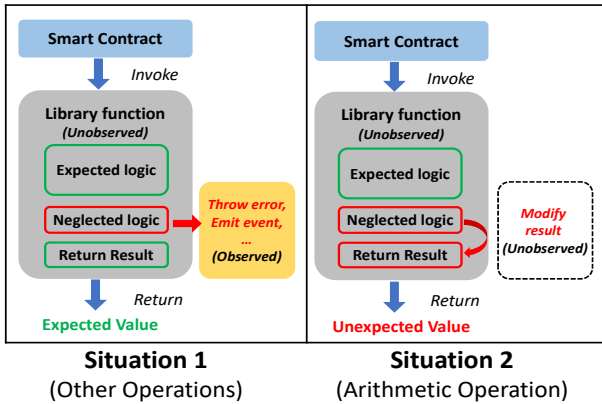 Smart Contract
Invoke
Library function
(Unobserved)
Expected logic
Neglected logic
Return Result
Throw error,
Emit event,
...
(Observed)
Return
Expected Value
Situation 1
(Other Operations)
Smart Contract
Invoke
Library function
(Unobserved)
Expected logic
Neglected logic
Return Result
Modify
result
(Unobserved)
Return
Unexpected Value
Situation 2
(Arithmetic Operation)